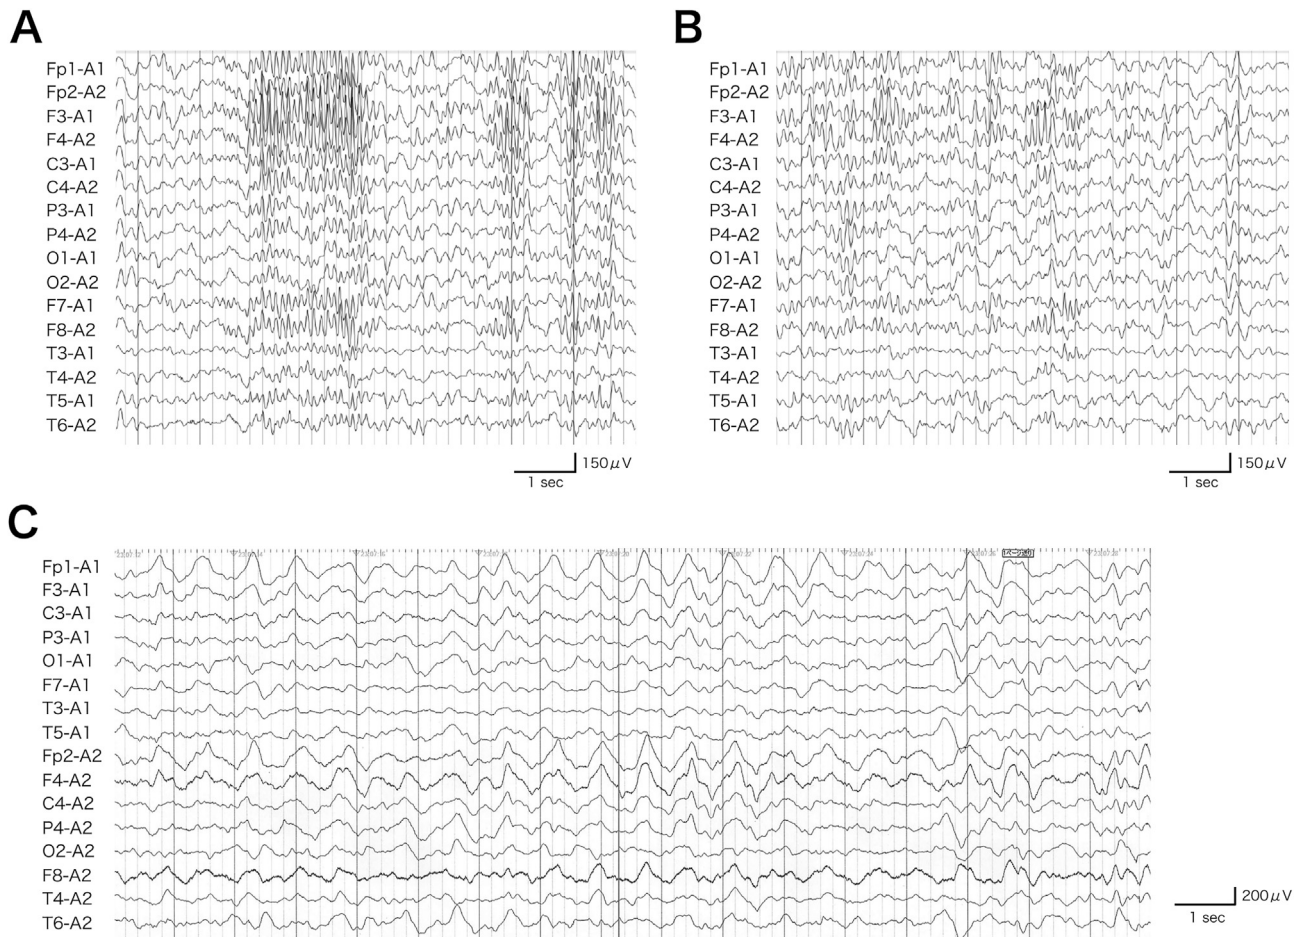 A
Fp1-A1
Fp2-A2
F3-A1
F4-A2
C3-A1
C4-A2
P3-A1
P4-A2
O1-A1
O2-A2
F7-A1
F8-A2
T3-A1
T4-A2
T5-A1
T6-A2
150μV
1 sec
B
Fp1-A1
Fp2-A2
F3-A1
F4-A2
C3-A1
C4-A2
P3-A1
P4-A2
O1-A1
O2-A2
F7-A1
F8-A2
T3-A1
T4-A2
T5-A1
T6-A2
150μV
1 sec
C
Fp1-A1
F3-A1
C3-A1
P3-A1
O1-A1
F7-A1
T3-A1
T5-A1
Fp2-A2
F4-A2
C4-A2
P4-A2
O2-A2
F8-A2
T4-A2
T6-A2
200μV
1 sec